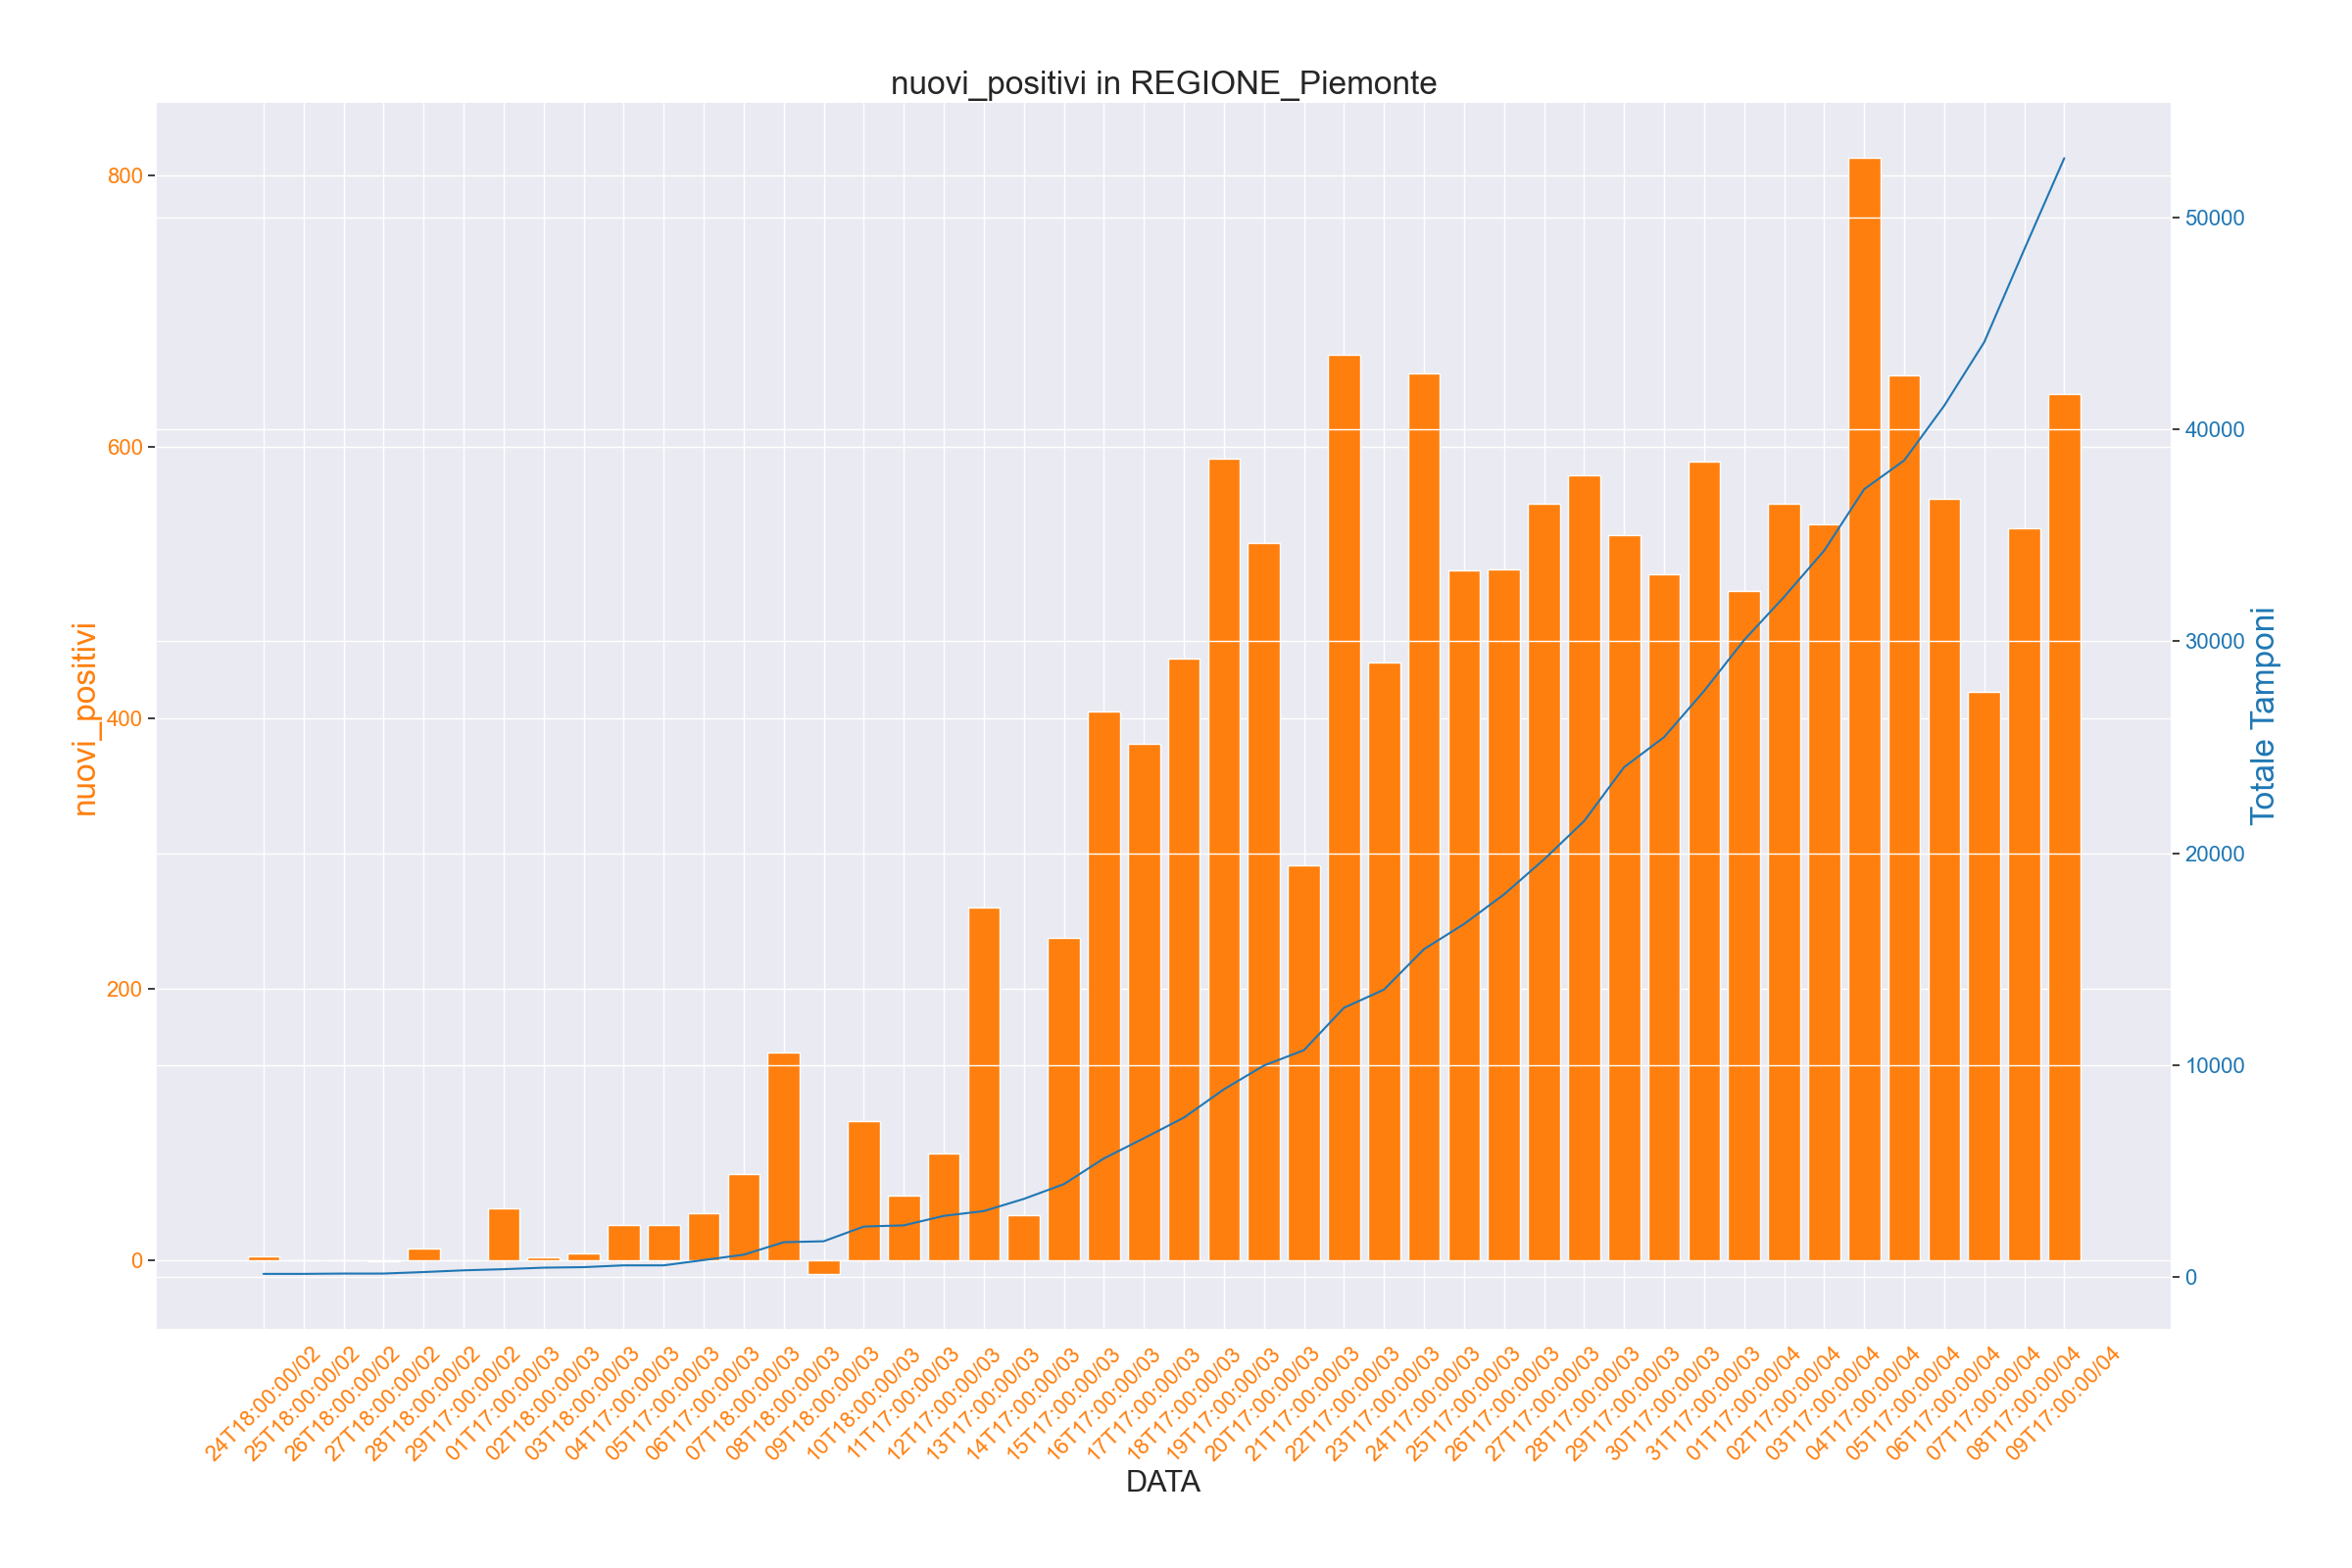 nuovi_positivi in REGIONE_Piemonte
800
600
400
200
0
nuovi_positivi
50000
40000
30000
20000
10000
0
Totale Tamponi
24T18:00:00/02
25T18:00:00/02
26T18:00:00/02
27T18:00:00/02
28T18:00:00/02
29T17:00:00/02
01T17:00:00/03
02T18:00:00/03
03T18:00:00/03
04T17:00:00/03
05T17:00:00/03
06T17:00:00/03
07T18:00:00/03
08T18:00:00/03
09T18:00:00/03
10T18:00:00/03
11T17:00:00/03
12T17:00:00/03
13T17:00:00/03
14T17:00:00/03
15T17:00:00/03
16T17:00:00/03
17T17:00:00/03
18T17:00:00/03
19T17:00:00/03
20T17:00:00/03
21T17:00:00/03
22T17:00:00/03
23T17:00:00/03
24T17:00:00/03
25T17:00:00/03
26T17:00:00/03
27T17:00:00/03
28T17:00:00/03
29T17:00:00/03
30T17:00:00/03
31T17:00:00/03
01T17:00:00/04
02T17:00:00/04
03T17:00:00/04
04T17:00:00/04
05T17:00:00/04
06T17:00:00/04
07T17:00:00/04
08T17:00:00/04
09T17:00:00/04
DATA